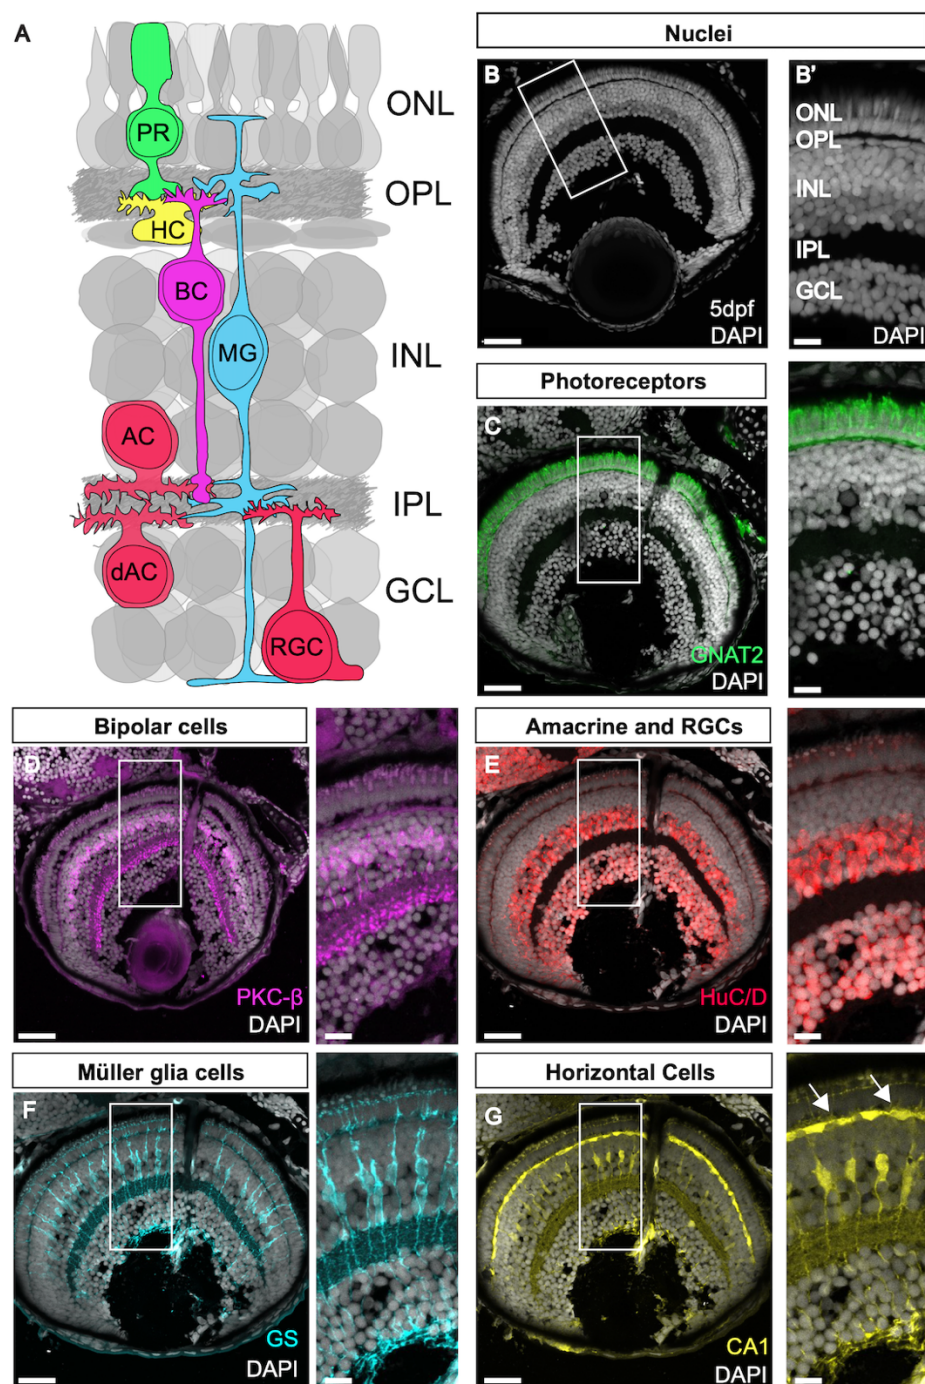 A
PR
HC
BC
MG
AC
dAC
RGC
ONL
OPL
INL
IPL
GCL
Nuclei
B
5dpf
DAPI
B'
ONL
OPL
INL
IPL
GCL
DAPI
Photoreceptors
C
GNAT2
DAPI
Bipolar cells
D
PKC-β
DAPI
Amacrine and RGCs
E
HuC/D
DAPI
Müller glia cells
F
GS
DAPI
Horizontal Cells
G
CA1
DAPI